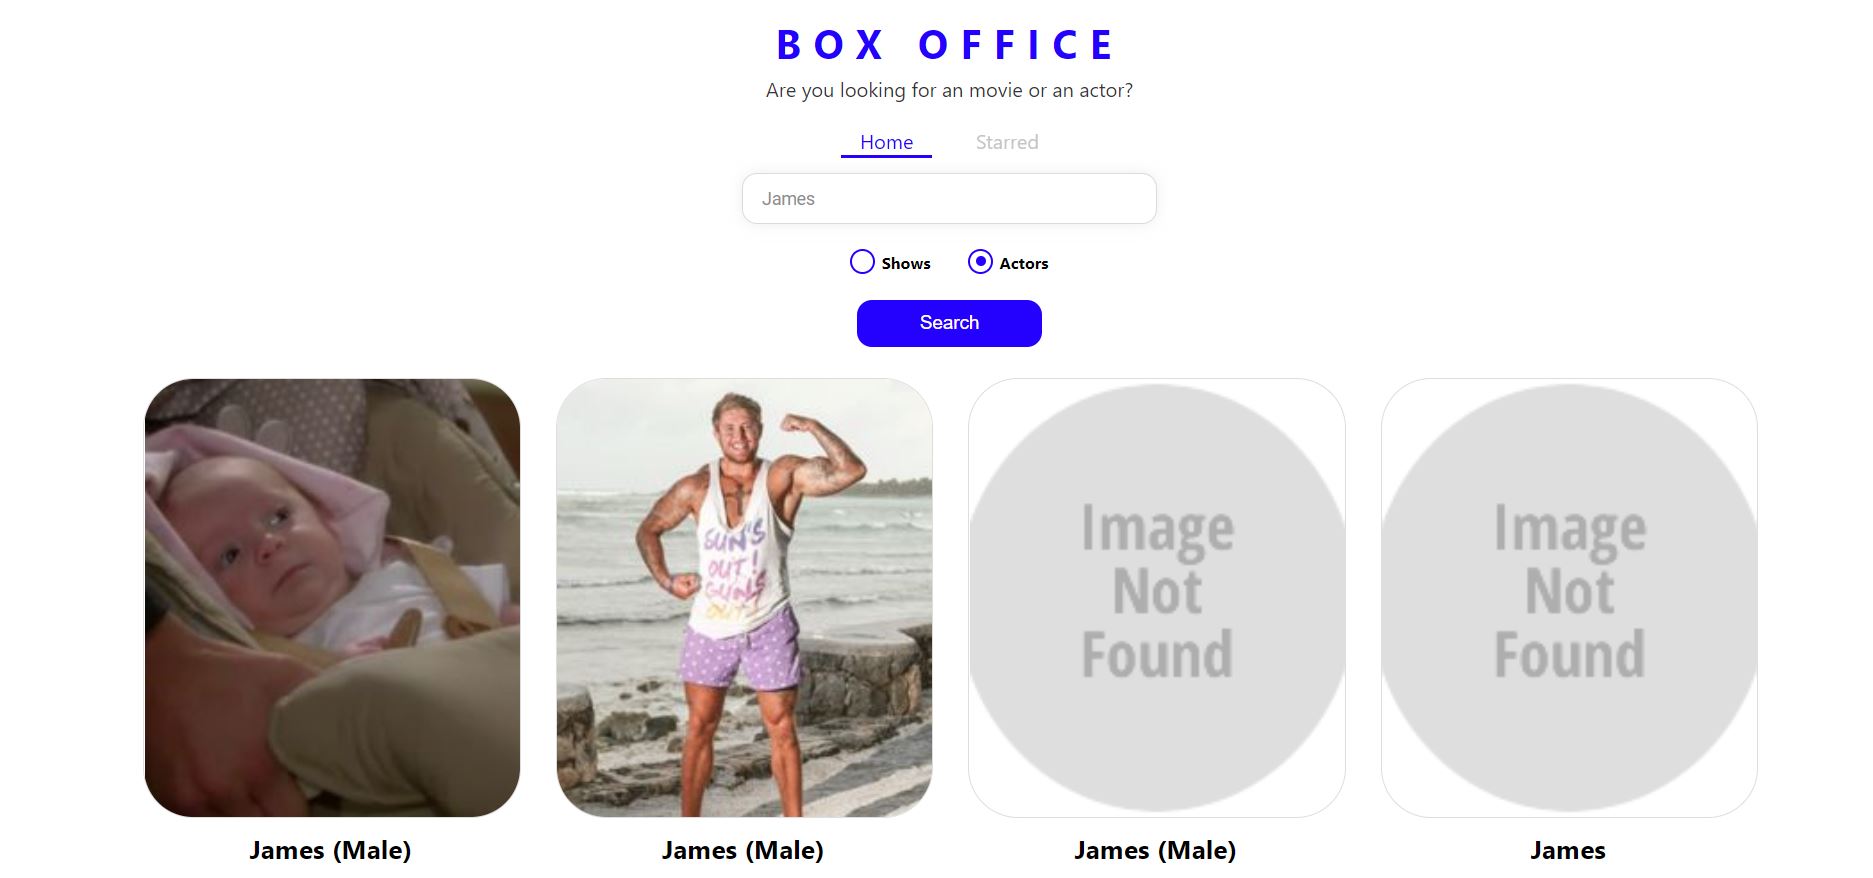 BOX OFFICE
Are you looking for an movie or an actor?
Home Starred
James
Shows Actors
Search
SUN'S
OUT!
GUNS
OUT!
Image
Not
Found
Image
Not
Found
James (Male) James (Male) James (Male) James